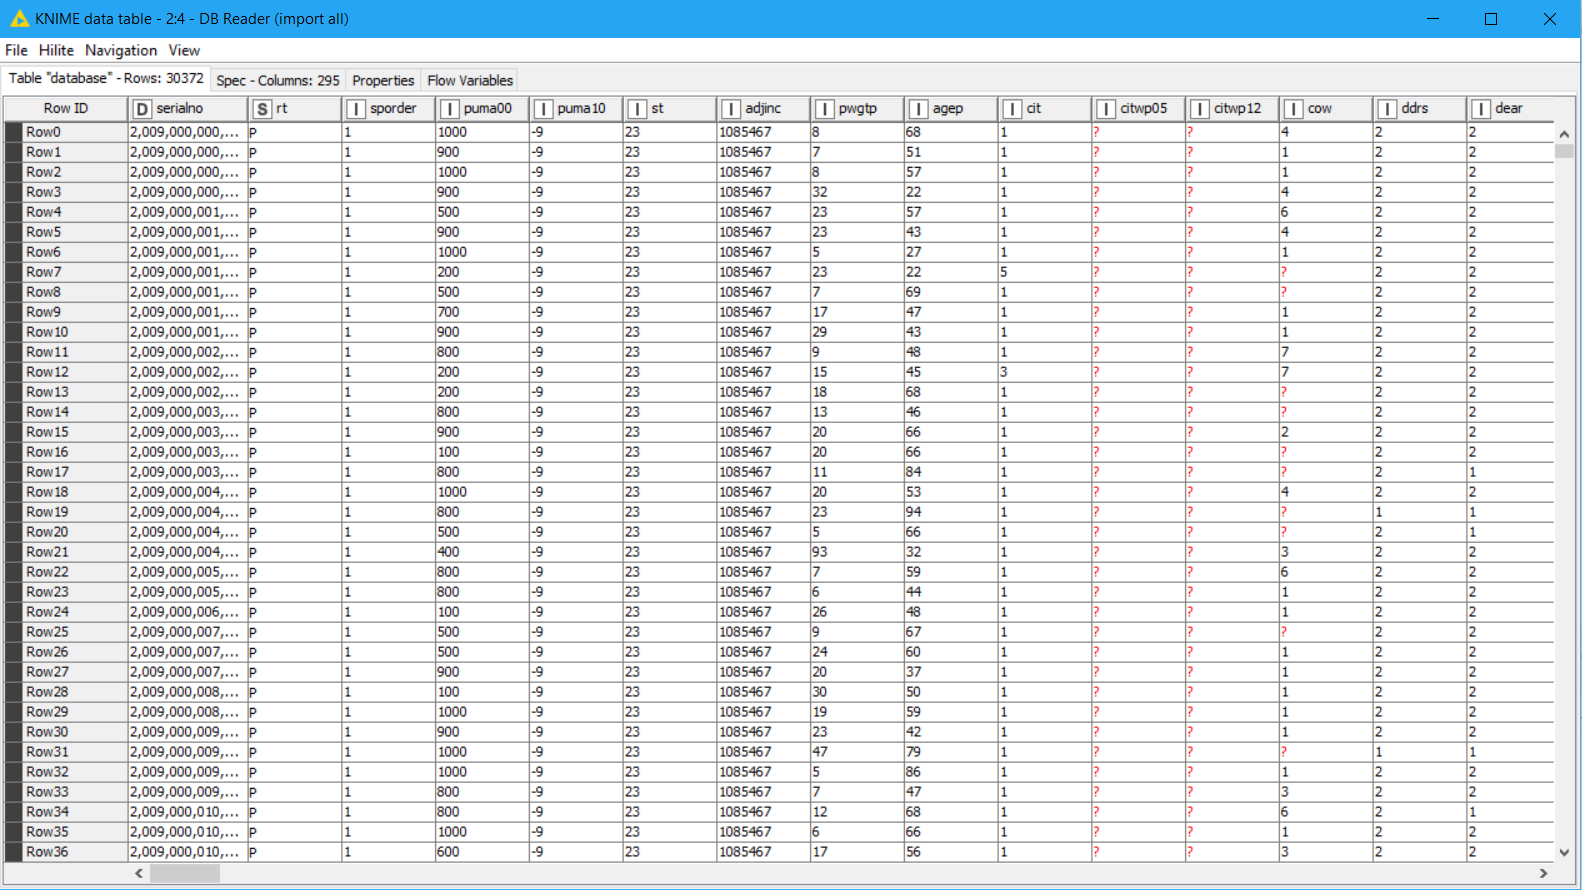 KNIME data table - 2:4 - DB Reader (import all)
File Hilite Navigation View
Table "database" - Rows: 30372 Spec - Columns: 295 Properties Flow Variables
Row ID D serialno S rt I sporder I puma00 I puma10 I st I adjinc I pwgtp I agep I cit I citwp05 I citwp12 I cow I ddrs I dear
Row0 2,009,000,000,... P 1 1000 -9 23 1085467 8 68 1 ? ? 4 2 2
Row1 2,009,000,000,... P 1 900 -9 23 1085467 7 51 1 ? ? 1 2 2
Row2 2,009,000,000,... P 1 1000 -9 23 1085467 8 57 1 ? ? 1 2 2
Row3 2,009,000,000,... P 1 900 -9 23 1085467 32 22 1 ? ? 4 2 2
Row4 2,009,000,001,... P 1 500 -9 23 1085467 23 57 1 ? ? 6 2 2
Row5 2,009,000,001,... P 1 900 -9 23 1085467 23 43 1 ? ? 4 2 2
Row6 2,009,000,001,... P 1 1000 -9 23 1085467 5 27 1 ? ? 1 2 2
Row7 2,009,000,001,... P 1 200 -9 23 1085467 23 22 5 ? ? ? 2 2
Row8 2,009,000,001,... P 1 500 -9 23 1085467 7 69 1 ? ? ? 2 2
Row9 2,009,000,001,... P 1 700 -9 23 1085467 17 47 1 ? ? 1 2 2
Row10 2,009,000,001,... P 1 900 -9 23 1085467 29 43 1 ? ? 1 2 2
Row11 2,009,000,002,... P 1 800 -9 23 1085467 9 48 1 ? ? 7 2 2
Row12 2,009,000,002,... P 1 200 -9 23 1085467 15 45 3 ? ? 7 2 2
Row13 2,009,000,002,... P 1 200 -9 23 1085467 18 68 1 ? ? ? 2 2
Row14 2,009,000,003,... P 1 800 -9 23 1085467 13 46 1 ? ? ? 2 2
Row15 2,009,000,003,... P 1 900 -9 23 1085467 20 66 1 ? ? 2 2 2
Row16 2,009,000,003,... P 1 100 -9 23 1085467 20 66 1 ? ? ? 2 2
Row17 2,009,000,003,... P 1 800 -9 23 1085467 11 84 1 ? ? ? 2 1
Row18 2,009,000,004,... P 1 1000 -9 23 1085467 20 53 1 ? ? 4 2 2
Row19 2,009,000,004,... P 1 800 -9 23 1085467 23 94 1 ? ? ? 1 1
Row20 2,009,000,004,... P 1 500 -9 23 1085467 5 66 1 ? ? ? 2 1
Row21 2,009,000,004,... P 1 400 -9 23 1085467 93 32 1 ? ? 3 2 2
Row22 2,009,000,005,... P 1 800 -9 23 1085467 7 59 1 ? ? 6 2 2
Row23 2,009,000,005,... P 1 800 -9 23 1085467 6 44 1 ? ? 1 2 2
Row24 2,009,000,006,... P 1 100 -9 23 1085467 26 48 1 ? ? 1 2 2
Row25 2,009,000,007,... P 1 500 -9 23 1085467 9 67 1 ? ? ? 2 2
Row26 2,009,000,007,... P 1 500 -9 23 1085467 24 60 1 ? ? 1 2 2
Row27 2,009,000,007,... P 1 900 -9 23 1085467 20 37 1 ? ? 1 2 2
Row28 2,009,000,008,... P 1 100 -9 23 1085467 30 50 1 ? ? 1 2 2
Row29 2,009,000,008,... P 1 1000 -9 23 1085467 19 59 1 ? ? 1 2 2
Row30 2,009,000,009,... P 1 900 -9 23 1085467 23 42 1 ? ? 1 2 2
Row31 2,009,000,009,... P 1 1000 -9 23 1085467 47 79 1 ? ? ? 1 1
Row32 2,009,000,009,... P 1 1000 -9 23 1085467 5 86 1 ? ? 1 2 2
Row33 2,009,000,009,... P 1 800 -9 23 1085467 7 47 1 ? ? 3 2 2
Row34 2,009,000,010,... P 1 800 -9 23 1085467 12 68 1 ? ? 6 2 1
Row35 2,009,000,010,... P 1 1000 -9 23 1085467 6 66 1 ? ? 1 2 2
Row36 2,009,000,010,... P 1 600 -9 23 1085467 17 56 1 ? ? 3 2 2